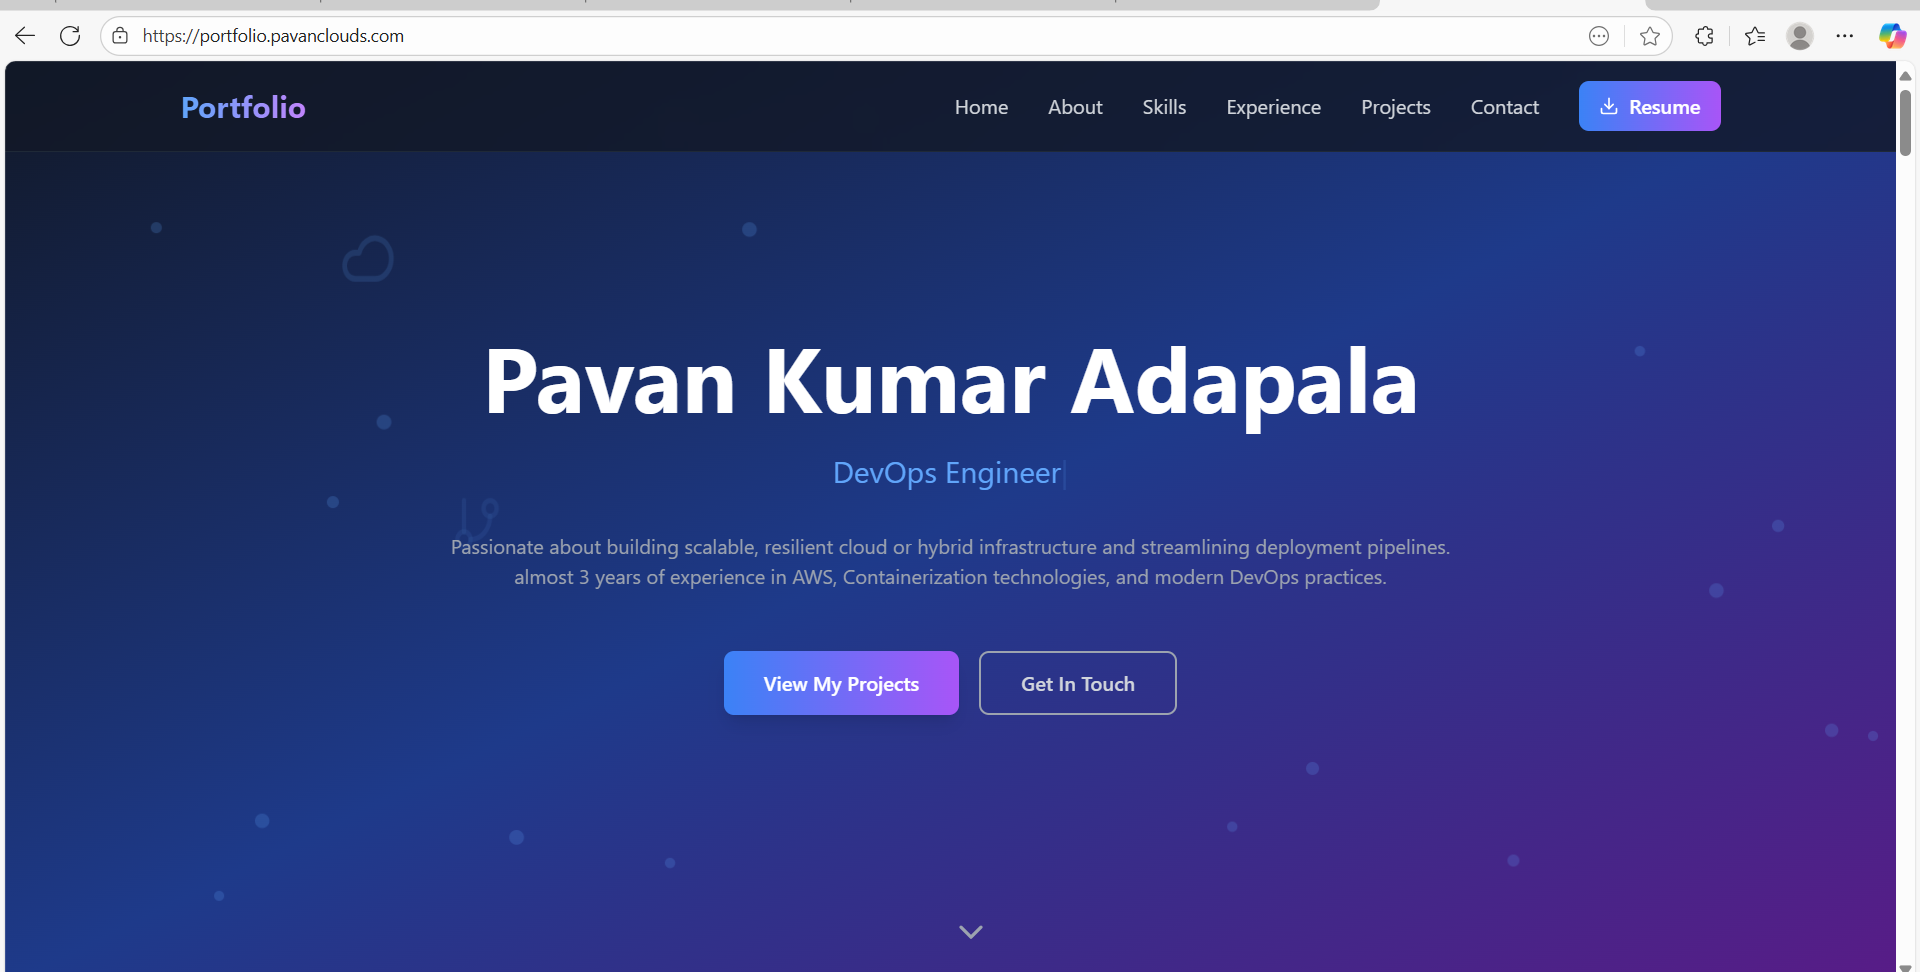 https://portfolio.pavanclouds.com
Portfolio
Home
About
Skills
Experience
Projects
Contact
Resume
Pavan Kumar Adapala
DevOps Engineer
Passionate about building scalable, resilient cloud or hybrid infrastructure and streamlining deployment pipelines.
almost 3 years of experience in AWS, Containerization technologies, and modern DevOps practices.
View My Projects
Get In Touch